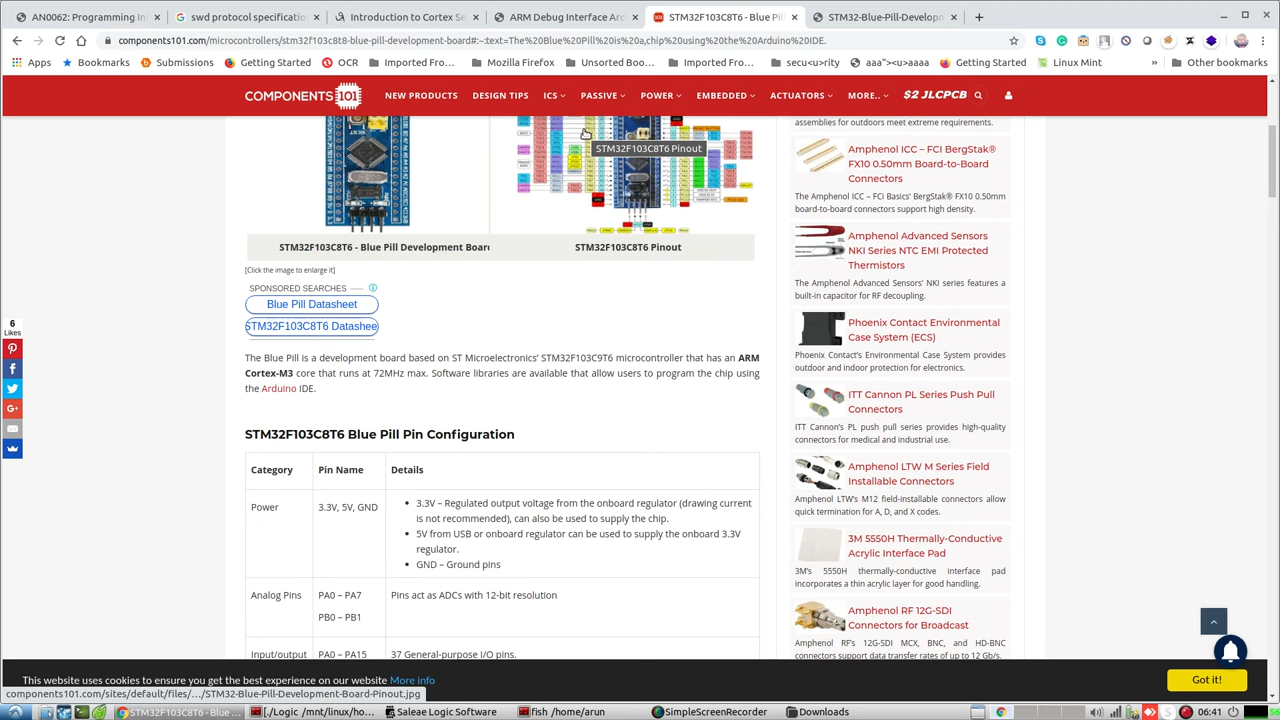 AN0062: Programming In
swd protocol specificatio
Introduction to Cortex Se
ARM Debug Interface Arc
STM32F103C8T6 - Blue Pil
STM32-Blue-Pill-Developm
components101.com/microcontrollers/stm32f103c8t8-blue-pill-development-board#:~:text=The%20Blue%20Pill%20is%20a,chip%20using%20the%20Arduino%20IDE.
Apps
Bookmarks
Submissions
Getting Started
OCR
Imported Fro...
Mozilla Firefox
Unsorted Boo...
Imported Fro...
secu<u>rity
aaa"><u>aaaa
Getting Started
Linux Mint
»
Other bookmarks
COMPONENTS 101
NEW PRODUCTS
DESIGN TIPS
ICS
PASSIVE
POWER
EMBEDDED
ACTUATORS
MORE..
$2 JLCPCB
STM32F103C8T6 Pinout
STM32F103C8T6 - Blue Pill Development Board
STM32F103C8T6 Pinout
[Click the image to enlarge it]
SPONSORED SEARCHES
Blue Pill Datasheet
STM32F103C8T6 Datashee
6
Likes
The Blue Pill is a development board based on ST Microelectronics’ STM32F103C9T6 microcontroller that has an ARM
Cortex-M3 core that runs at 72MHz max. Software libraries are available that allow users to program the chip using
the Arduino IDE.
STM32F103C8T6 Blue Pill Pin Configuration
Category
Pin Name
Details
Power
3.3V, 5V, GND
• 3.3V – Regulated output voltage from the onboard regulator (drawing current
is not recommended), can also be used to supply the chip.
• 5V from USB or onboard regulator can be used to supply the onboard 3.3V
regulator.
• GND – Ground pins
Analog Pins
PA0 – PA7
PB0 – PB1
Pins act as ADCs with 12-bit resolution
Input/output
PA0 – PA15
37 General-purpose I/O pins.
assemblies for outdoors meet extreme requirements.
Amphenol ICC – FCI BergStak®
FX10 0.50mm Board-to-Board
Connectors
The Amphenol ICC – FCI Basics’ BergStak® FX10 0.50mm
board-to-board connectors support high density.
Amphenol Advanced Sensors
NKI Series NTC EMI Protected
Thermistors
The Amphenol Advanced Sensors’ NKI series features a
built-in capacitor for RF decoupling.
Phoenix Contact Environmental
Case System (ECS)
Phoenix Contact’s Environmental Case System provides
outdoor and indoor protection for electronics.
ITT Cannon PL Series Push Pull
Connectors
ITT Cannon’s PL push pull series provides high-quality
connectors for medical and industrial use.
Amphenol LTW M Series Field
Installable Connectors
Amphenol LTW’s M12 field-installable connectors allow
quick termination for A, D, and X codes.
3M 5550H Thermally-Conductive
Acrylic Interface Pad
3M’s 5550H thermally-conductive interface pad
incorporates a thin acrylic layer for good handling.
Amphenol RF 12G-SDI
Connectors for Broadcast
Amphenol RF’s 12G-SDI MCX, BNC, and HD-BNC
connectors support data transfer rates of up to 12 Gb/s.
This website uses cookies to ensure you get the best experience on our website More info
Got it!
components101.com/sites/default/files/.../STM32-Blue-Pill-Development-Board-Pinout.jpg
STM32F103C8T6 - Blue ...
[./Logic /mnt/linux/ho...
Saleae Logic Software
fish /home/arun
SimpleScreenRecorder
Downloads
06:41